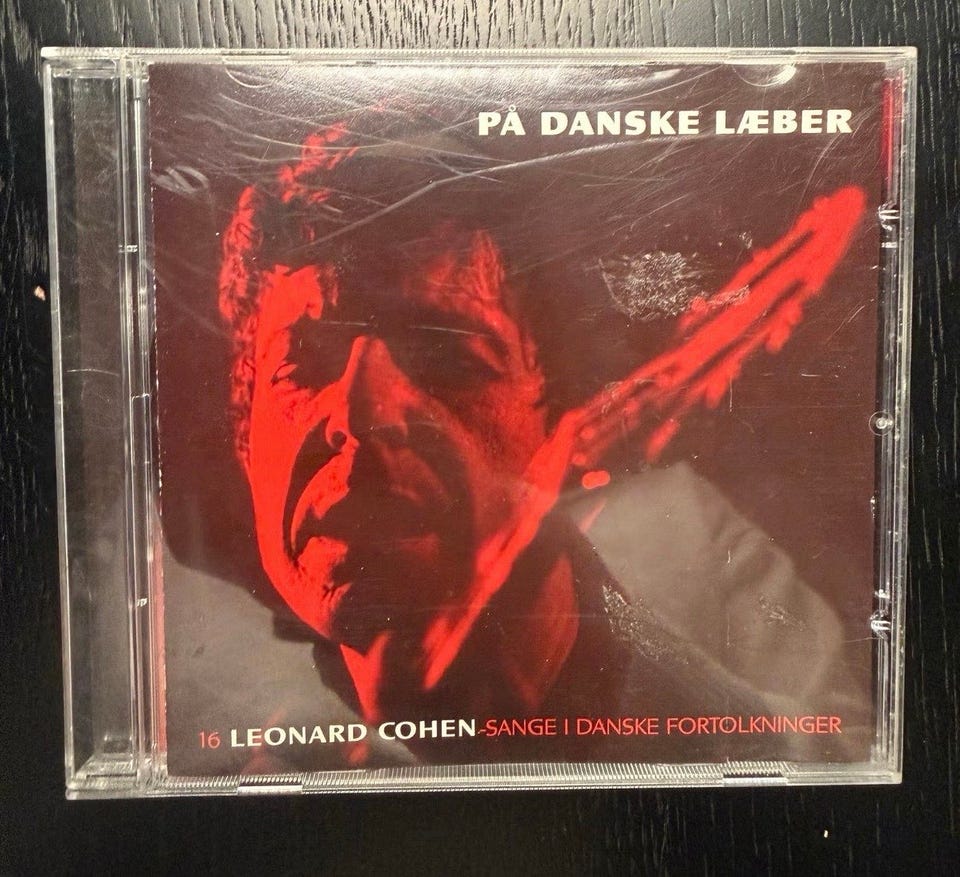 PÅ DANSKE LÆBER
16 LEONARD COHEN-SANGE I DANSKE FORTOLKNINGER